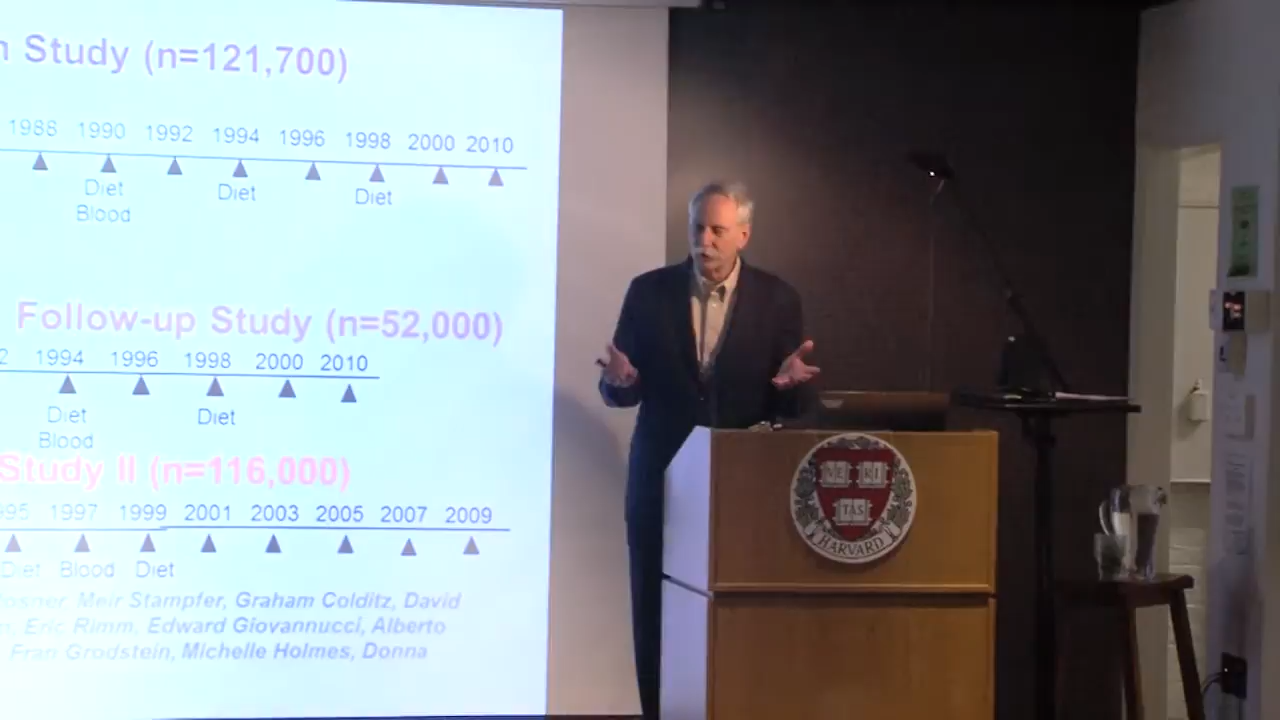 Study (n=121,700)
1988 1990 1992 1994 1996 1998 2000 2010
Diet Diet Diet
Blood
Follow-up Study (n=52,000)
1994 1996 1998 2000 2010
Diet Diet
Blood
Study II (n=116,000)
1997 1999 2001 2003 2005 2007 2009
Diet Blood Diet
Meir Stampfer, Graham Colditz, David
Eric Rimm, Edward Giovannucci, Alberto
Fran Grodstein, Michelle Holmes, Donna
VE RI
TAS
HARVARD